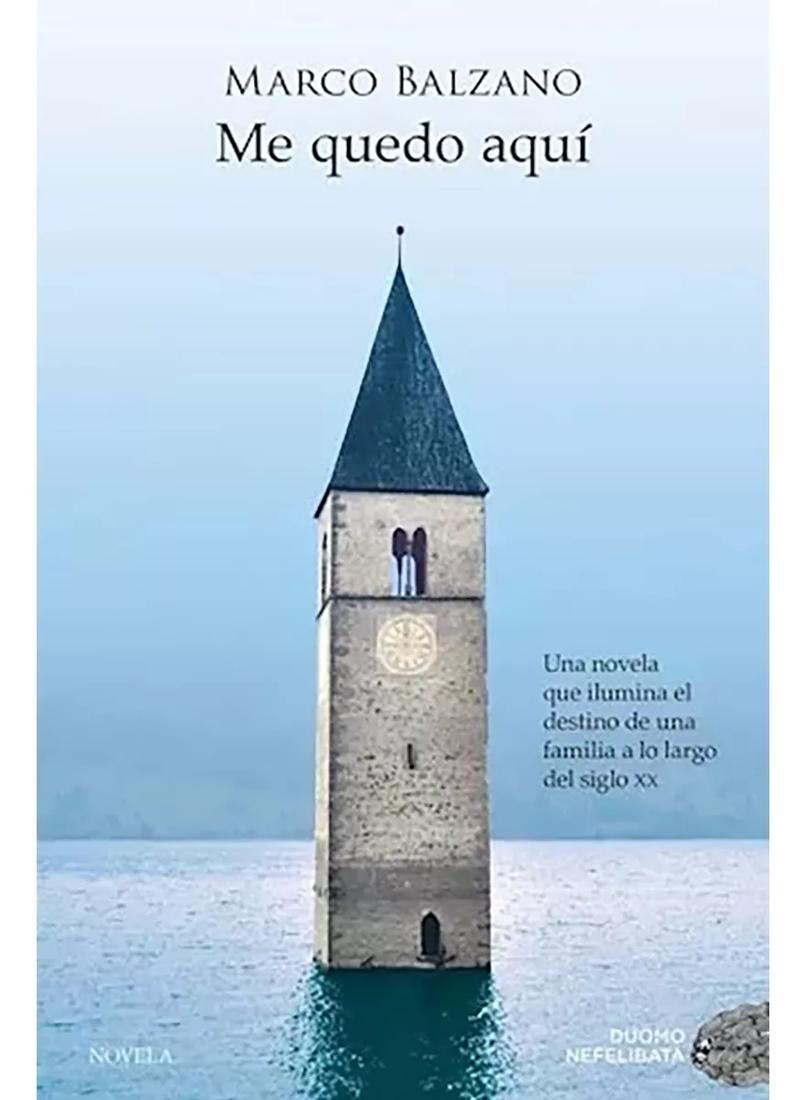 MARCO BALZANO
Me quedo aquí
Una novela
que ilumina el
destino de una
familia a lo largo
del siglo XX
NOVELA
DUOMO
NEFELIBATA